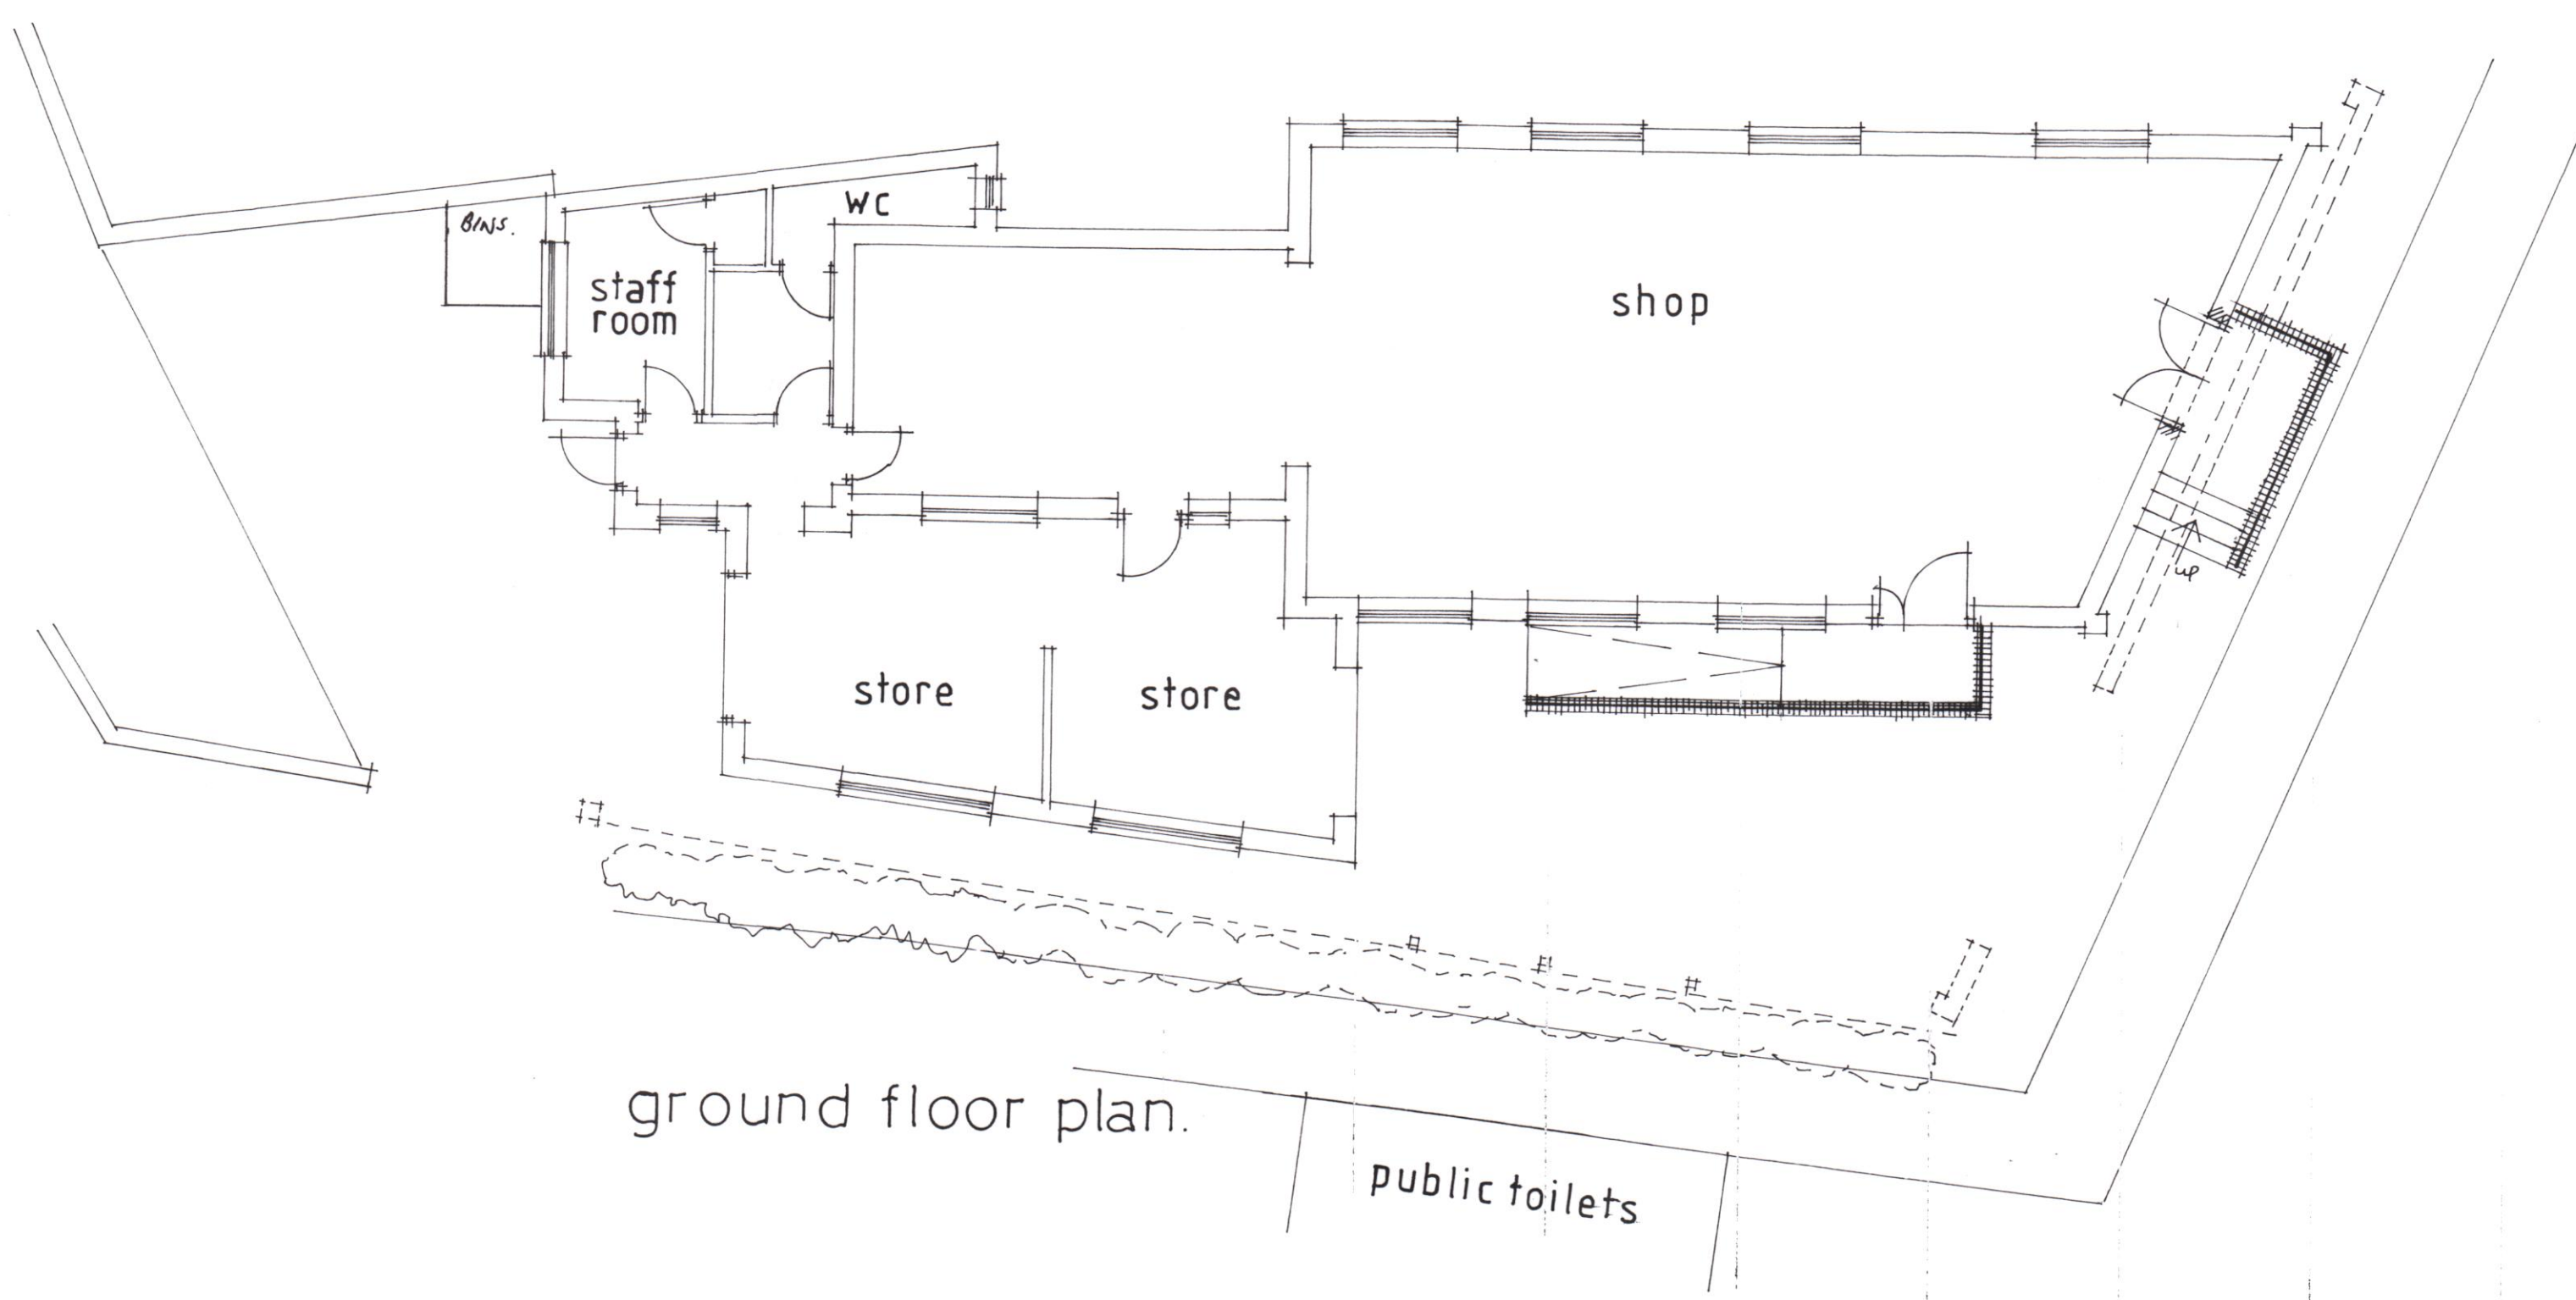 WC
BINS.
staff
room
shop
up
store
store
ground floor plan.
public toilets